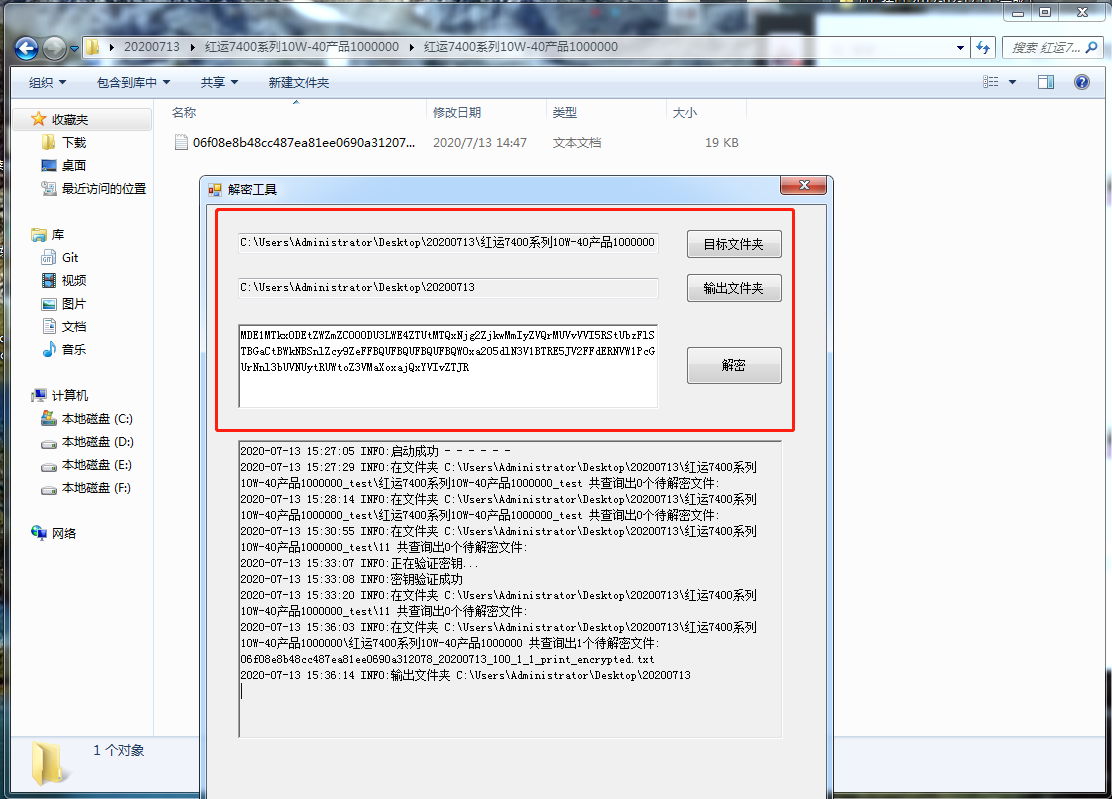 20200713 ▸ 红运7400系列10W-40产品1000000 ▸ 红运7400系列10W-40产品1000000
搜索 红运7...
组织 包含到库中 共享 新建文件夹
名称 修改日期 类型 大小
06f08e8b48cc487ea81ee0690a31207... 2020/7/13 14:47 文本文档 19 KB
收藏夹
下载
桌面
最近访问的位置
库
Git
视频
图片
文档
音乐
计算机
本地磁盘 (C:)
本地磁盘 (D:)
本地磁盘 (E:)
本地磁盘 (F:)
网络
1 个对象
解密工具
C:\Users\Administrator\Desktop\20200713\红运7400系列10W-40产品1000000
目标文件夹
C:\Users\Administrator\Desktop\20200713
输出文件夹
解密
2020-07-13 15:27:05 INFO:启动成功 - - - - - -
2020-07-13 15:27:29 INFO:在文件夹 C:\Users\Administrator\Desktop\20200713\红运7400系列
10W-40产品1000000_test\红运7400系列10W-40产品1000000_test 共查询出0个待解密文件:
2020-07-13 15:28:14 INFO:在文件夹 C:\Users\Administrator\Desktop\20200713\红运7400系列
10W-40产品1000000_test\红运7400系列10W-40产品1000000_test 共查询出0个待解密文件:
2020-07-13 15:30:55 INFO:在文件夹 C:\Users\Administrator\Desktop\20200713\红运7400系列
10W-40产品1000000_test\11 共查询出0个待解密文件:
2020-07-13 15:33:07 INFO:正在验证密钥...
2020-07-13 15:33:08 INFO:密钥验证成功
2020-07-13 15:33:20 INFO:在文件夹 C:\Users\Administrator\Desktop\20200713\红运7400系列
10W-40产品1000000_test\11 共查询出0个待解密文件:
2020-07-13 15:36:03 INFO:在文件夹 C:\Users\Administrator\Desktop\20200713\红运7400系列
10W-40产品1000000\红运7400系列10W-40产品1000000 共查询出1个待解密文件:
06f08e8b48cc487ea81ee0690a312078_20200713_100_1_1_print_encrypted.txt
2020-07-13 15:36:14 INFO:输出文件夹 C:\Users\Administrator\Desktop\20200713